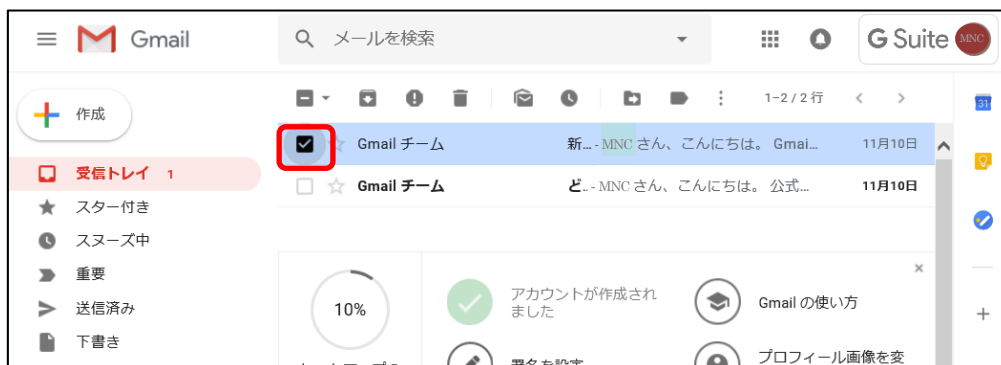 Gmail
メールを検索
G Suite
MNC
作成
1–2 / 2 行
31
Gmail チーム 新... - MNC さん、こんにちは。 Gmai... 11月10日
受信トレイ 1
Gmail チーム ど... - MNC さん、こんにちは。 公式... 11月10日
スター付き
スヌーズ中
重要
送信済み
下書き
10%
アカウントが作成され
ました
Gmail の使い方
署名を設定
プロフィール画像を変